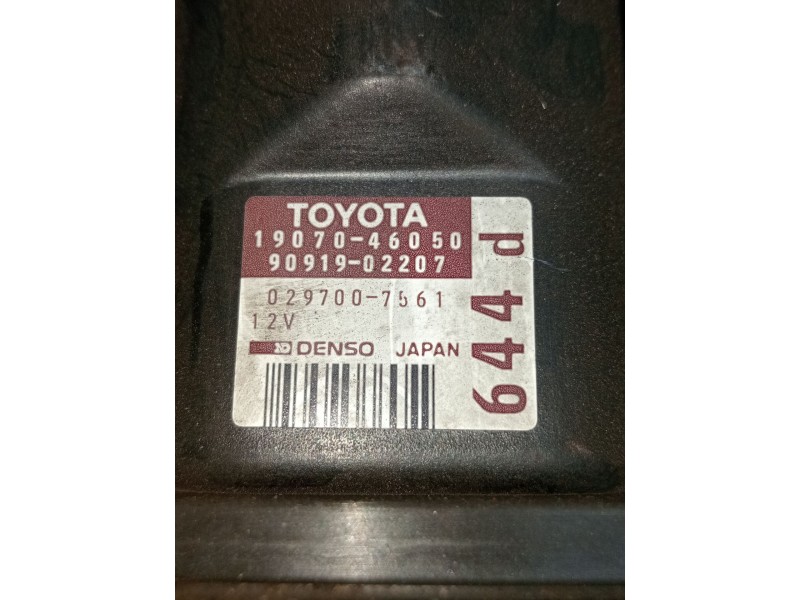 TOYOTA
19070-46050
90919-02207
029700-7561
12V
DENSO JAPAN
644d